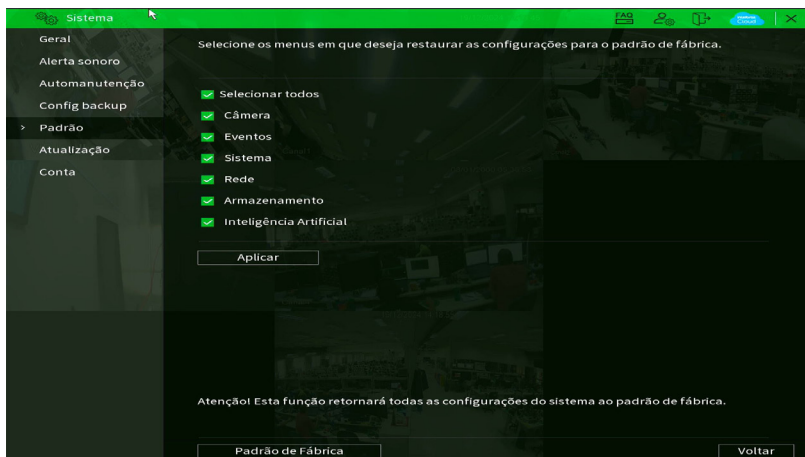 Sistema
FAQ
Cloud
Geral
Alerta sonoro
Automanutenção
Config backup
> Padrão
Atualização
Conta
Selecione os menus em que deseja restaurar as configurações para o padrão de fábrica.
Selecionar todos
Câmera
Eventos
Sistema
Rede
Armazenamento
Inteligência Artificial
Aplicar
Atenção! Esta função retornará todas as configurações do sistema ao padrão de fábrica.
Padrão de Fábrica
Voltar